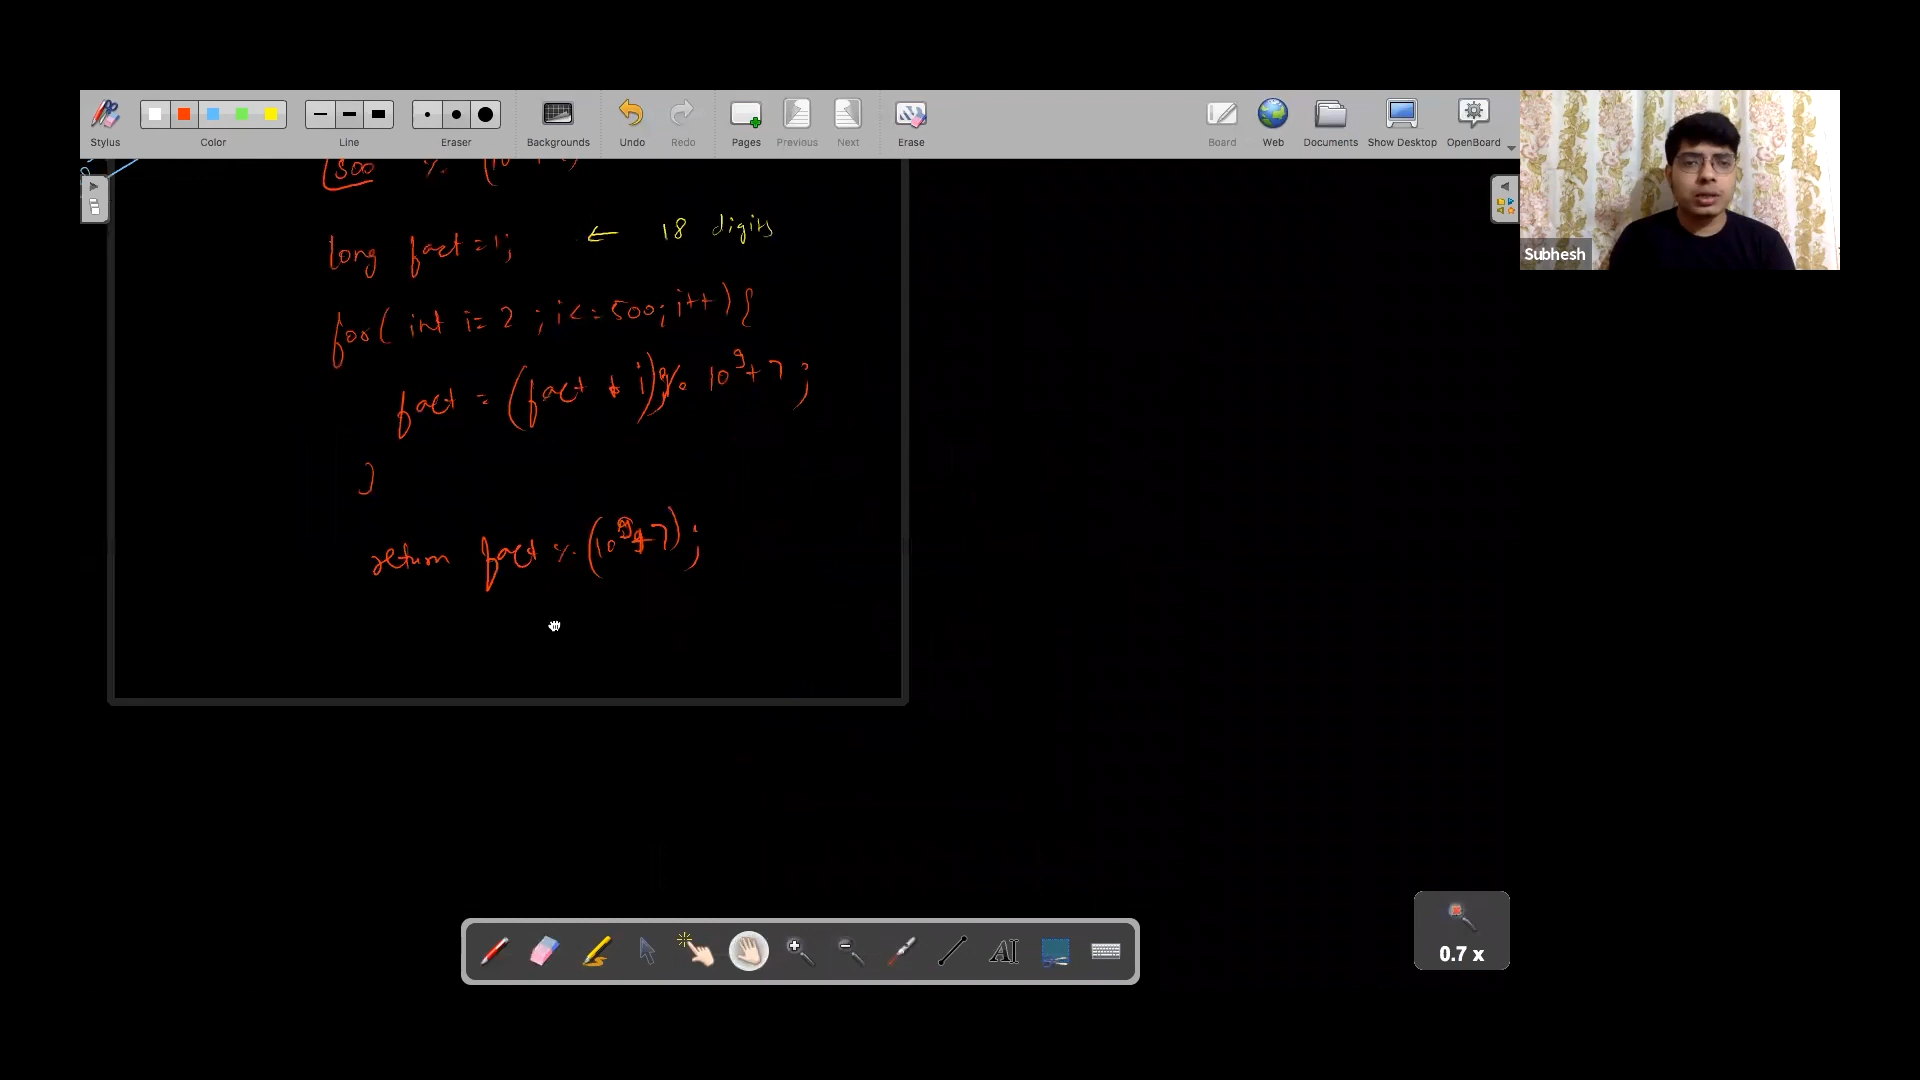 Stylus Color Line Eraser Backgrounds Undo Redo Pages Previous Next Erase Board Web Documents Show Desktop OpenBoard
Subhesh
500 %
long fact = 1; ← 18 digits
for( int i= 2 ; i<=500; i++ ) {
fact = (fact * i) % 10^9 + 7 ;
}
return fact % (10^9+7) ;
AI
0.7 x